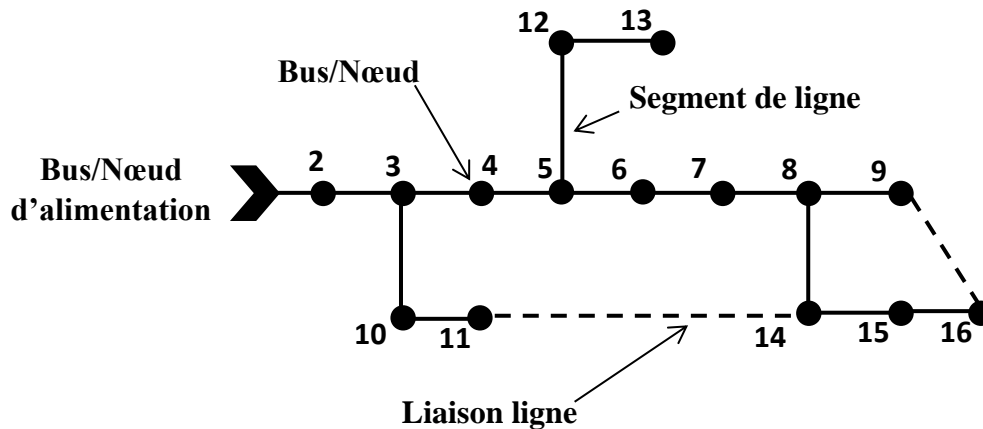 12 13
Bus/Nœud
Segment de ligne
Bus/Nœud
d'alimentation
2 3 4 5 6 7 8 9
10 11 14 15 16
Liaison ligne